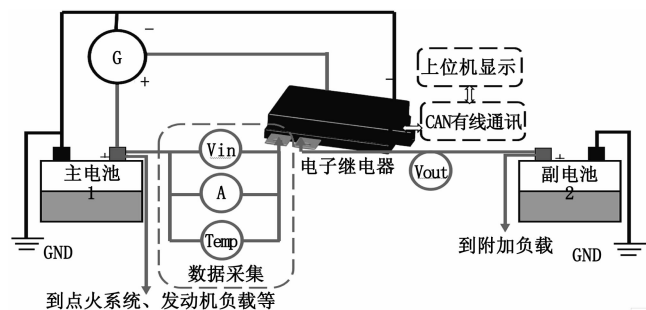 G
上位机显示
CAN有线通讯
Vin
A
Temp
数据采集
电子继电器
Vout
主电池
1
副电池
2
GND
GND
到点火系统、发动机负载等
到附加负载